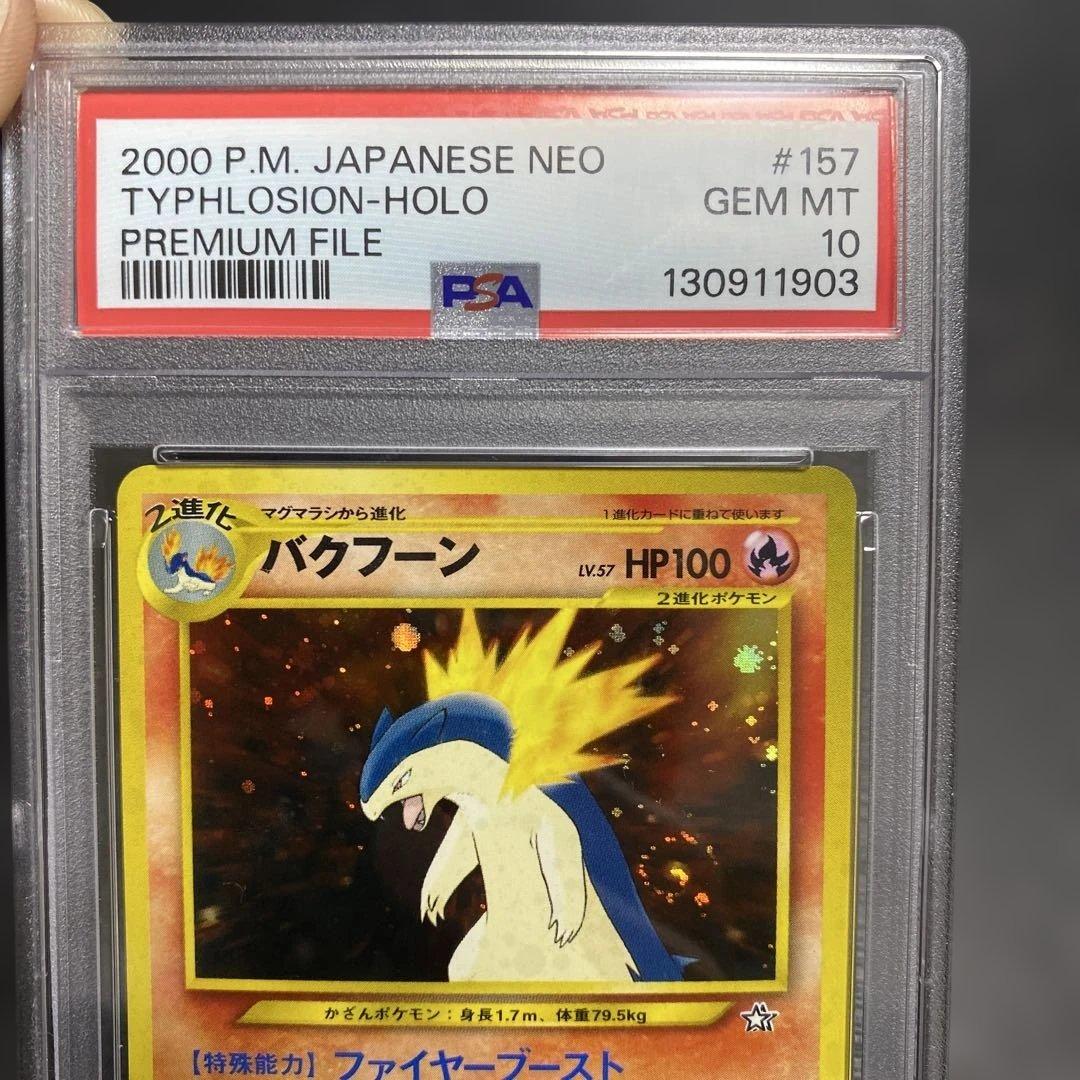 2000 P.M. JAPANESE NEO #157
TYPHLOSION-HOLO GEM MT
PREMIUM FILE 10
PSA 130911903
2進化
マグマラシから進化 1進化カードに重ねて使います
バクフーン LV.57 HP100
2進化ポケモン
かざんポケモン:身長1.7m、体重79.5kg
【特殊能力】ファイヤーブースト